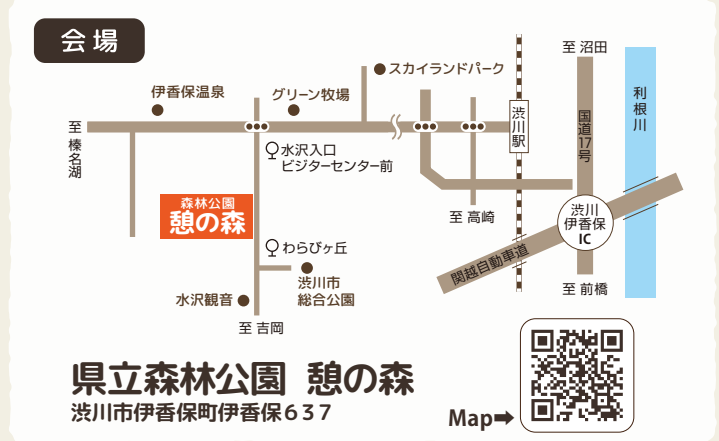 会場
至 沼田
スカイランドパーク
伊香保温泉
グリーン牧場
利根川
国道17号
渋川駅
至 榛名湖
水沢入口
ビジターセンター前
森林公園
憩の森
至 高崎
渋川
伊香保
IC
わらびヶ丘
関越自動車道
渋川市
総合公園
水沢観音
至 前橋
至 吉岡
県立森林公園 憩の森
渋川市伊香保町伊香保637
Map➡